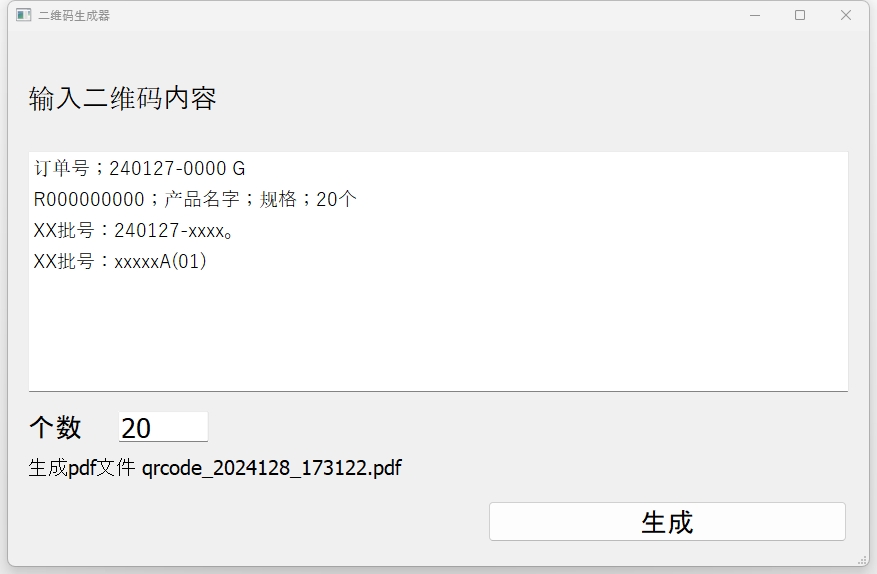 二维码生成器
输入二维码内容
订单号；240127-0000 G
R000000000；产品名字；规格；20个
XX批号：240127-xxxx。
XX批号：xxxxxA(01)
个数 20
生成pdf文件 qrcode_2024128_173122.pdf
生成